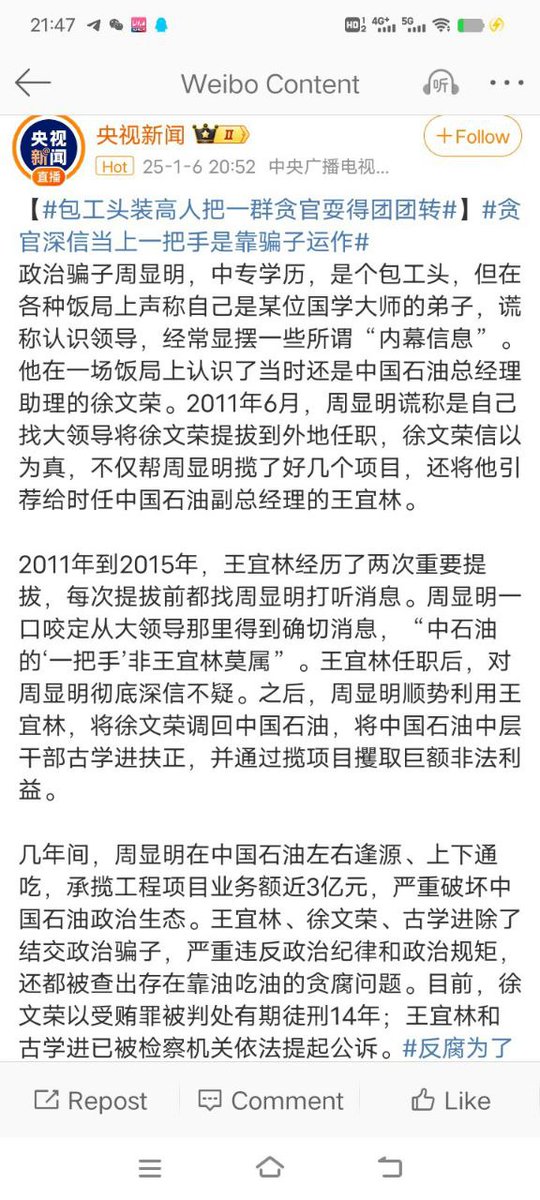 21:47
HD 1 2 4G+ 5G
Weibo Content
听
央视
新闻
直播
央视新闻 II
+Follow
Hot 25-1-6 20:52 中央广播电视...
【#包工头装高人把一群贪官耍得团团转#】#贪
官深信当上一把手是靠骗子运作#
政治骗子周显明，中专学历，是个包工头，但在
各种饭局上声称自己是某位国学大师的弟子，谎
称认识领导，经常显摆一些所谓“内幕信息”。
他在一场饭局上认识了当时还是中国石油总经理
助理的徐文荣。2011年6月，周显明谎称是自己
找大领导将徐文荣提拔到外地任职，徐文荣信以
为真，不仅帮周显明揽了好几个项目，还将他引
荐给时任中国石油副总经理的王宜林。
2011年到2015年，王宜林经历了两次重要提
拔，每次提拔前都找周显明打听消息。周显明一
口咬定从大领导那里得到确切消息，“中石油
的‘一把手’非王宜林莫属”。王宜林任职后，对
周显明彻底深信不疑。之后，周显明顺势利用王
宜林，将徐文荣调回中国石油，将中国石油中层
干部古学进扶正，并通过揽项目攫取巨额非法利
益。
几年间，周显明在中国石油左右逢源、上下通
吃，承揽工程项目业务额近3亿元，严重破坏中
国石油政治生态。王宜林、徐文荣、古学进除了
结交政治骗子，严重违反政治纪律和政治规矩，
还都被查出存在靠油吃油的贪腐问题。目前，徐
文荣以受贿罪被判处有期徒刑14年；王宜林和
古学进已被检察机关依法提起公诉。#反腐为了
Repost Comment Like